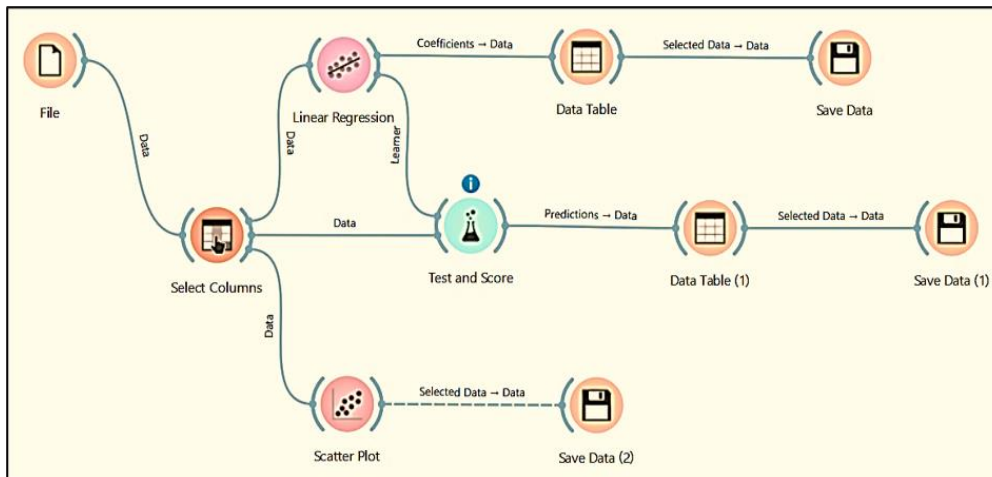 Coefficients → Data
Selected Data → Data
File
Linear Regression
Data Table
Save Data
Data
Data
Learner
Data
Predictions → Data
Selected Data → Data
Select Columns
Test and Score
Data Table (1)
Save Data (1)
Data
Selected Data → Data
Scatter Plot
Save Data (2)